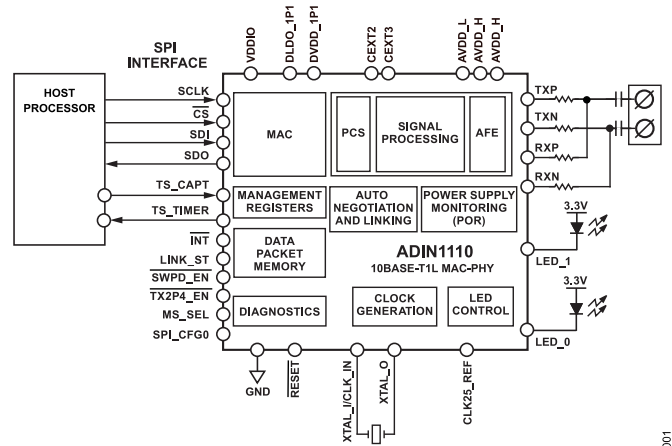 VDDIO
DLDO_1P1
DVDD_1P1
CEXT2
CEXT3
AVDD_L
AVDD_H
AVDD_H
SPI
INTERFACE
HOST
PROCESSOR
SCLK
CS
SDI
SDO
TS_CAPT
TS_TIMER
INT
LINK_ST
SWPD_EN
TX2P4_EN
MS_SEL
SPI_CFG0
MAC
PCS
SIGNAL
PROCESSING
AFE
MANAGEMENT
REGISTERS
AUTO
NEGOTIATION
AND LINKING
POWER SUPPLY
MONITORING
(POR)
DATA
PACKET
MEMORY
ADIN1110
10BASE-T1L MAC-PHY
DIAGNOSTICS
CLOCK
GENERATION
LED
CONTROL
TXP
TXN
RXP
RXN
3.3V
LED_1
3.3V
LED_0
GND
RESET
XTAL_I/CLK_IN
XTAL_O
CLK25_REF
001